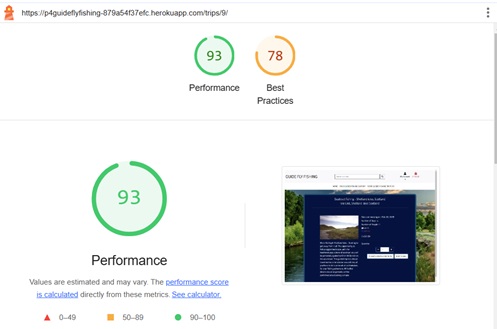 https://p4guideflyfishing-879a54f37efc.herokuapp.com/trips/9/
93
78
Performance
Best
Practices
93
Performance
Values are estimated and may vary. The performance score
is calculated directly from these metrics. See calculator.
0–49
50–89
90–100
GUIDE FLY FISHING